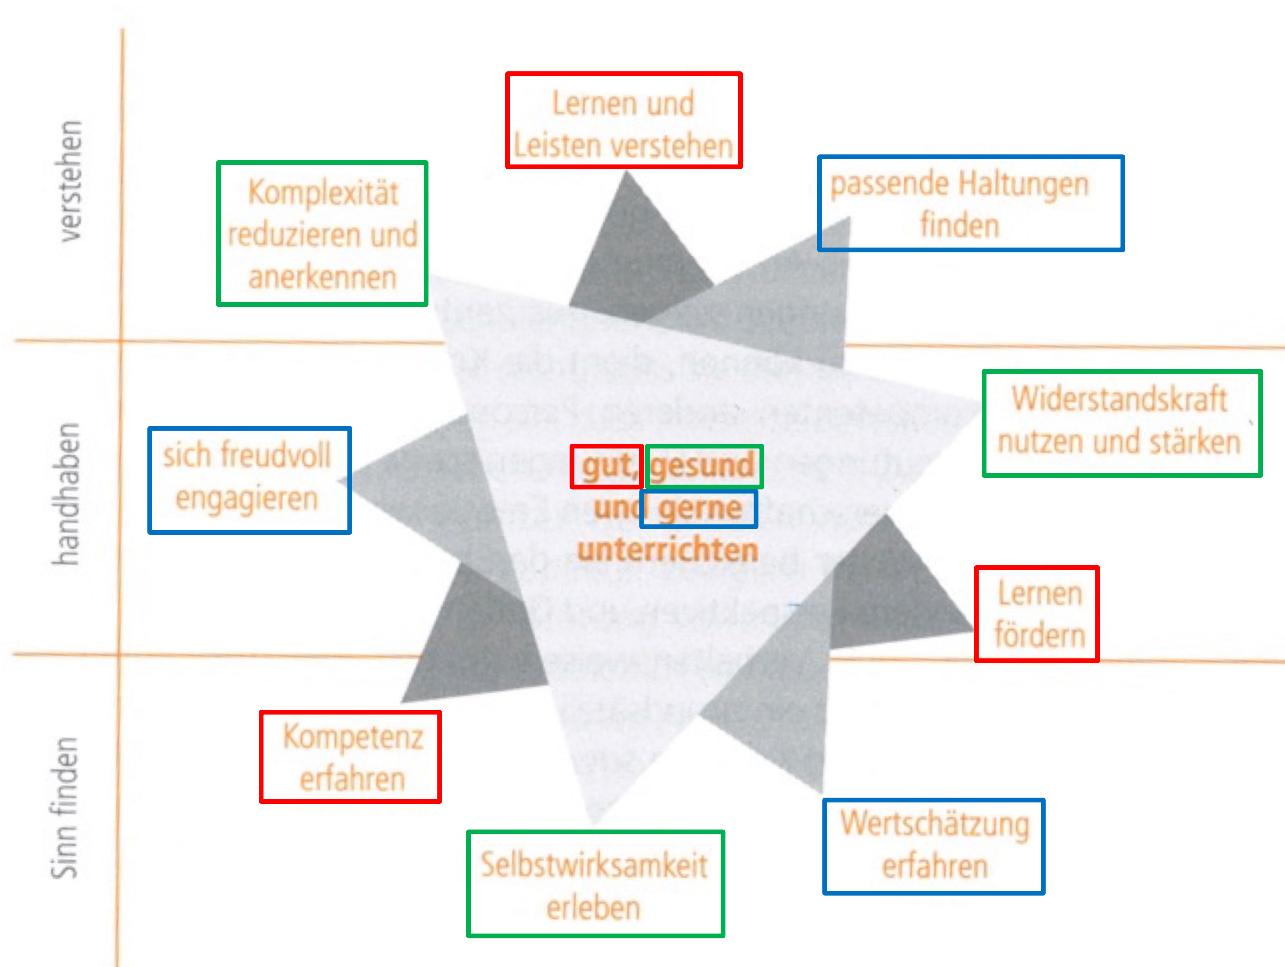 verstehen
Lernen und
Leisten verstehen
Komplexität
reduzieren und
anerkennen
passende Haltungen
finden
handhaben
sich freudvoll
engagieren
gut, gesund
und gerne
unterrichten
Widerstandskraft
nutzen und stärken
Lernen
fördern
Sinn finden
Kompetenz
erfahren
Selbstwirksamkeit
erleben
Wertschätzung
erfahren